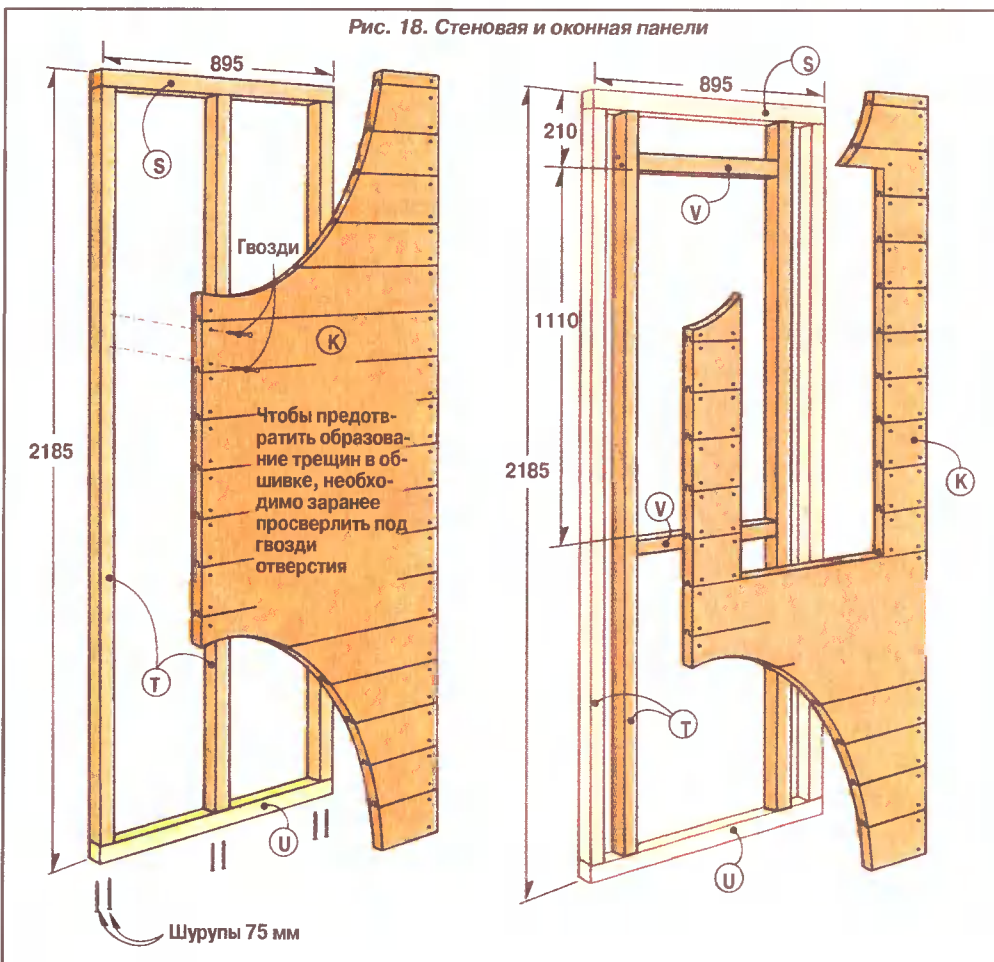 Рис. 18. Стеновая и оконная панели
895
S
Гвозди
K
2185
Чтобы предотв-
ратить образова-
ние трещин в об-
шивке, необхо-
димо заранее
просверлить под
гвозди
отверстия
T
U
Шурупы 75 мм
895
S
210
V
1110
2185
K
V
T
U